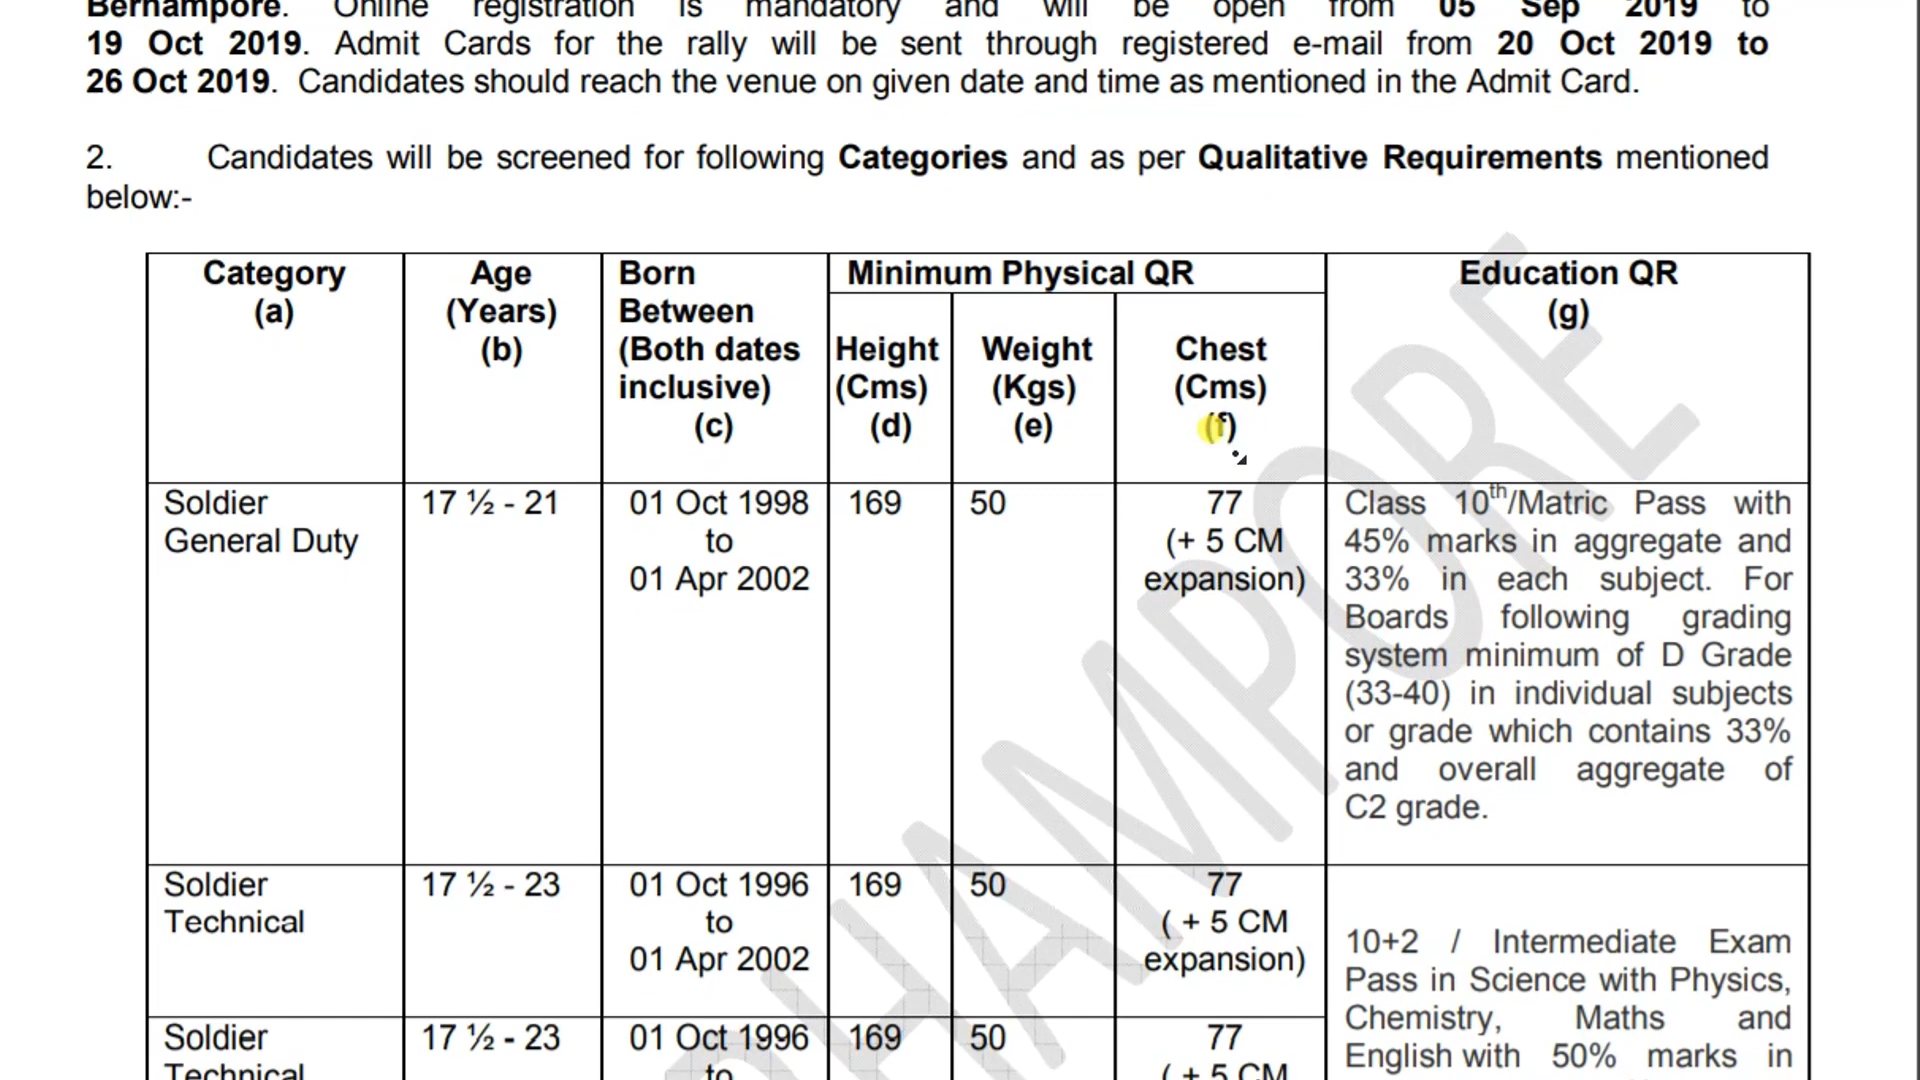 Berhampore. Online registration is mandatory and will be open from 05 Sep 2019 to
19 Oct 2019. Admit Cards for the rally will be sent through registered e-mail from 20 Oct 2019 to
26 Oct 2019. Candidates should reach the venue on given date and time as mentioned in the Admit Card.
2. Candidates will be screened for following Categories and as per Qualitative Requirements mentioned
below:-
Category
(a)
Age
(Years)
(b)
Born
Between
(Both dates
inclusive)
(c)
Minimum Physical QR
Height
(Cms)
(d)
Weight
(Kgs)
(e)
Chest
(Cms)
(f)
Education QR
(g)
Soldier
General Duty
17 ½ - 21
01 Oct 1998
to
01 Apr 2002
169
50
77
(+ 5 CM
expansion)
Class 10th/Matric Pass with
45% marks in aggregate and
33% in each subject. For
Boards following grading
system minimum of D Grade
(33-40) in individual subjects
or grade which contains 33%
and overall aggregate of
C2 grade.
Soldier
Technical
17 ½ - 23
01 Oct 1996
to
01 Apr 2002
169
50
77
( + 5 CM
expansion)
10+2 / Intermediate Exam
Pass in Science with Physics,
Chemistry, Maths and
English with 50% marks in
Soldier
Technical
17 ½ - 23
01 Oct 1996
to
169
50
77
( + 5 CM
PHAMPORE